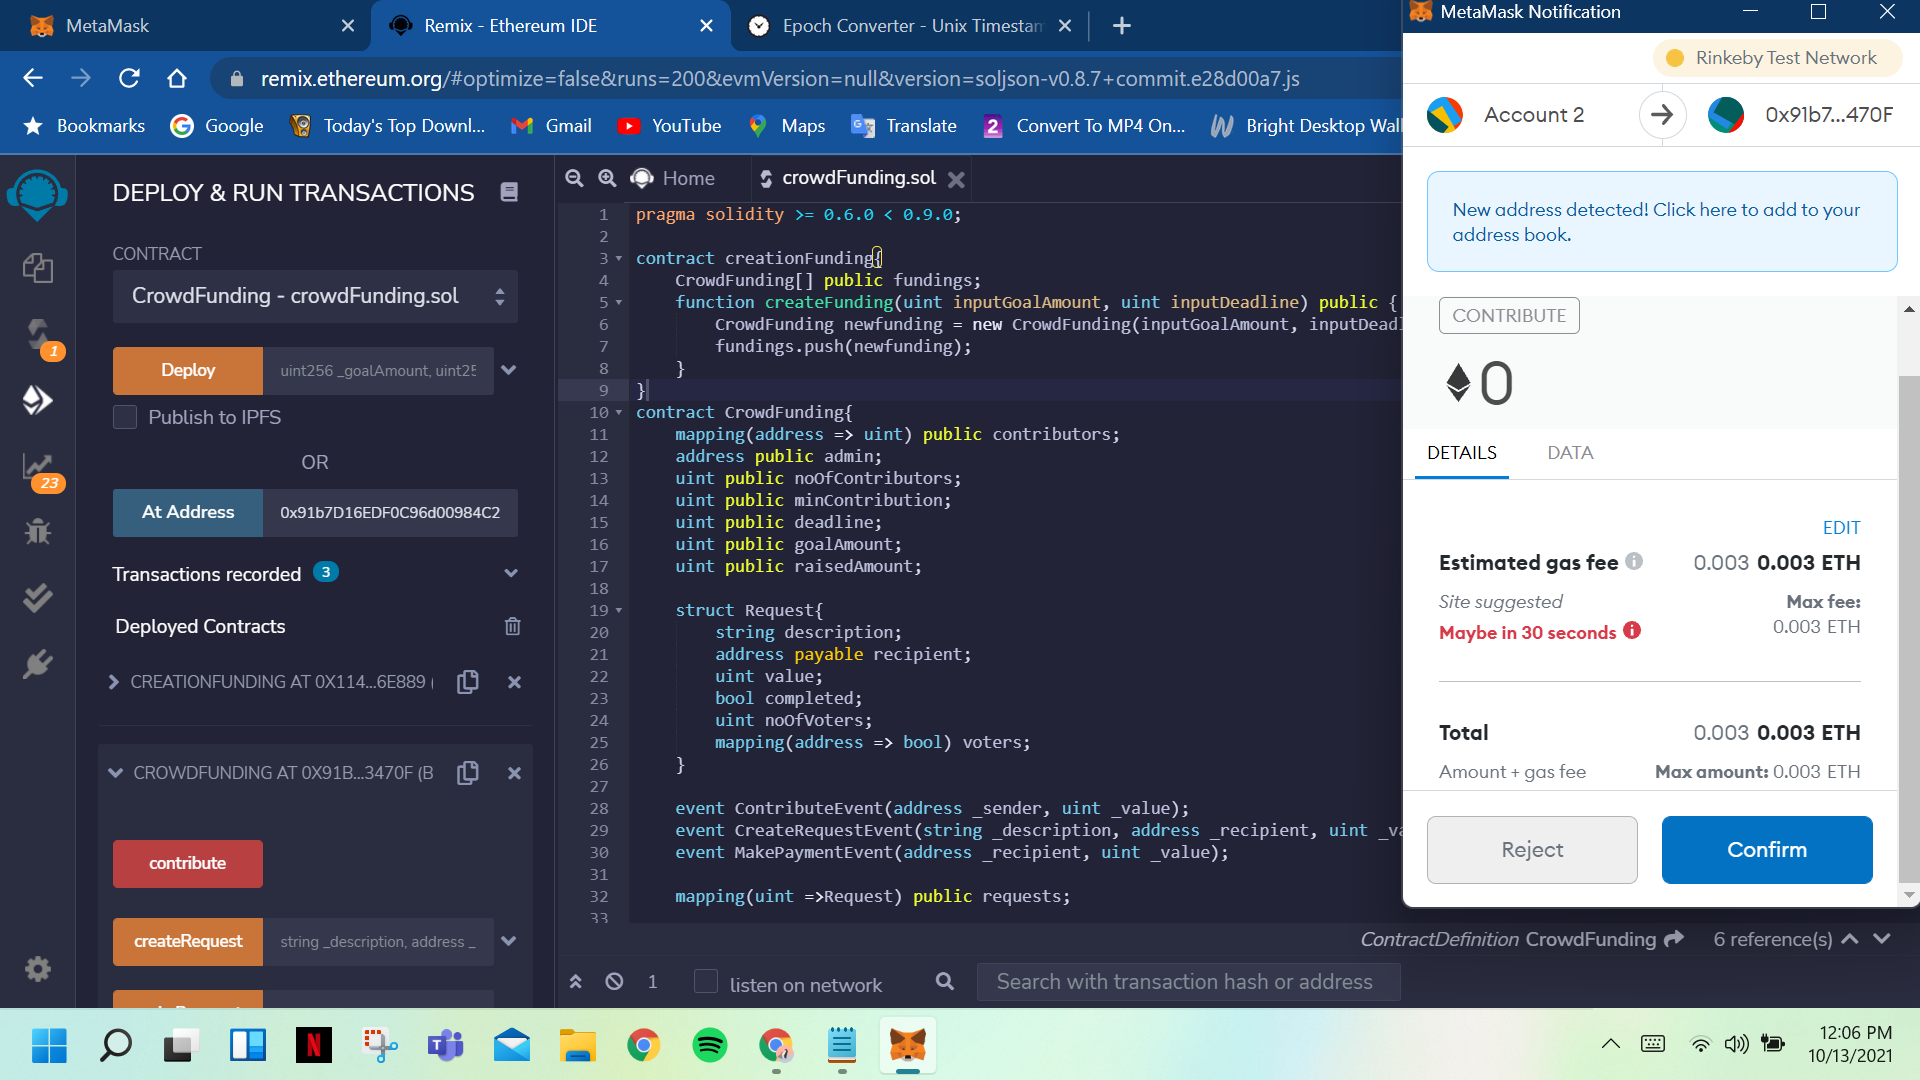 MetaMask
Remix - Ethereum IDE
Epoch Converter - Unix Timestam
MetaMask Notification
remix.ethereum.org/#optimize=false&runs=200&evmVersion=null&version=soljson-v0.8.7+commit.e28d00a7.js
Bookmarks
Google
Today's Top Downl...
Gmail
YouTube
Maps
Translate
2
Convert To MP4 On...
Bright Desktop Wall
DEPLOY & RUN TRANSACTIONS
CONTRACT
CrowdFunding - crowdFunding.sol
1
Deploy
uint256 _goalAmount, uint25
Publish to IPFS
OR
23
At Address
0x91b7D16EDF0C96d00984C2
Transactions recorded 3
Deployed Contracts
CREATIONFUNDING AT 0X114...6E889 (
CROWDFUNDING AT 0X91B...3470F (B
contribute
createRequest
string _description, address _
Home
crowdFunding.sol
1 pragma solidity >= 0.6.0 < 0.9.0;
2
3 contract creationFunding{
4 CrowdFunding[] public fundings;
5 function createFunding(uint inputGoalAmount, uint inputDeadline) public {
6 CrowdFunding newfunding = new CrowdFunding(inputGoalAmount, inputDeadl
7 fundings.push(newfunding);
8 }
9 }
10 contract CrowdFunding{
11 mapping(address => uint) public contributors;
12 address public admin;
13 uint public noOfContributors;
14 uint public minContribution;
15 uint public deadline;
16 uint public goalAmount;
17 uint public raisedAmount;
18
19 struct Request{
20 string description;
21 address payable recipient;
22 uint value;
23 bool completed;
24 uint noOfVoters;
25 mapping(address => bool) voters;
26 }
27
28 event ContributeEvent(address _sender, uint _value);
29 event CreateRequestEvent(string _description, address _recipient, uint _va
30 event MakePaymentEvent(address _recipient, uint _value);
31
32 mapping(uint =>Request) public requests;
33
ContractDefinition CrowdFunding
6 reference(s)
1
listen on network
Search with transaction hash or address
Rinkeby Test Network
Account 2
0x91b7...470F
New address detected! Click here to add to your
address book.
CONTRIBUTE
0
DETAILS
DATA
EDIT
Estimated gas fee
0.003 0.003 ETH
Site suggested
Max fee:
Maybe in 30 seconds
0.003 ETH
Total
0.003 0.003 ETH
Amount + gas fee
Max amount: 0.003 ETH
Reject
Confirm
12:06 PM
10/13/2021